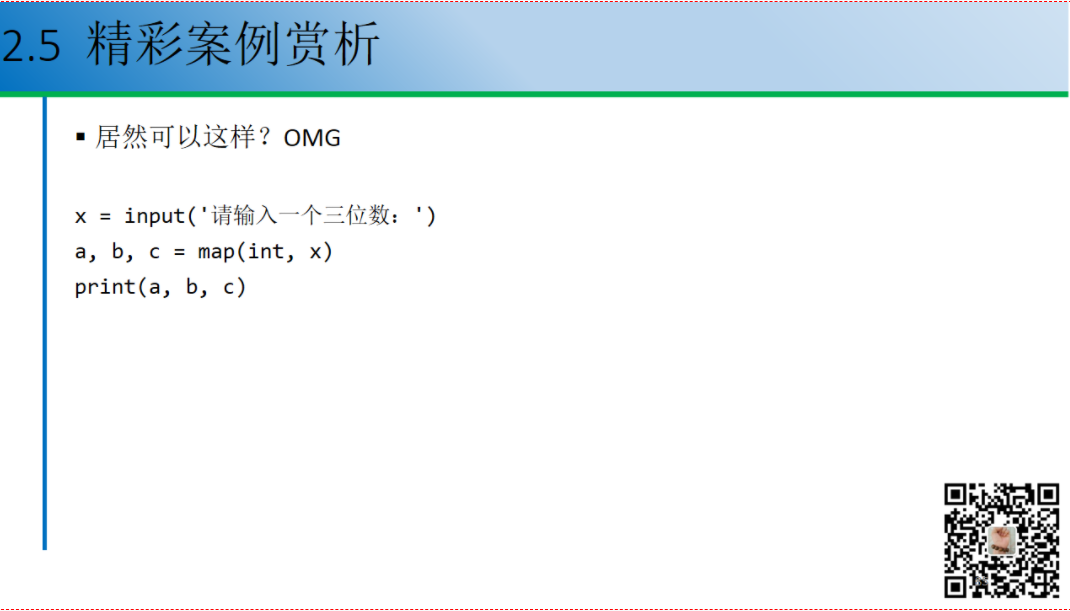 2.5 精彩案例赏析
▪ 居然可以这样？OMG
x = input('请输入一个三位数：')
a, b, c = map(int, x)
print(a, b, c)